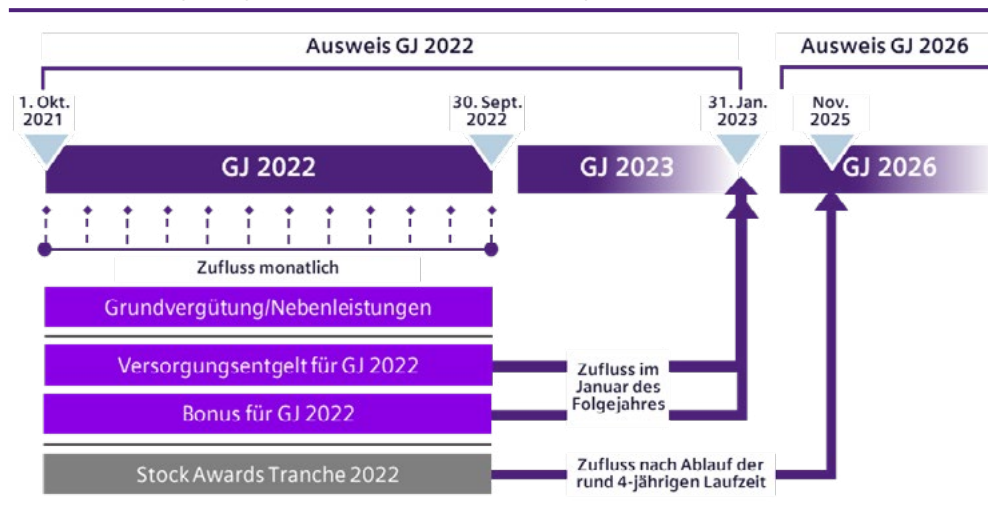 Ausweis GJ 2022
Ausweis GJ 2026
1. Okt.
2021
30. Sept.
2022
31. Jan.
2023
Nov.
2025
GJ 2022
GJ 2023
GJ 2026
Zufluss monatlich
Grundvergütung/Nebenleistungen
Versorgungsentgelt für GJ 2022
Bonus für GJ 2022
Zufluss im
Januar des
Folgejahres
Stock Awards Tranche 2022
Zufluss nach Ablauf der
rund 4-jährigen Laufzeit